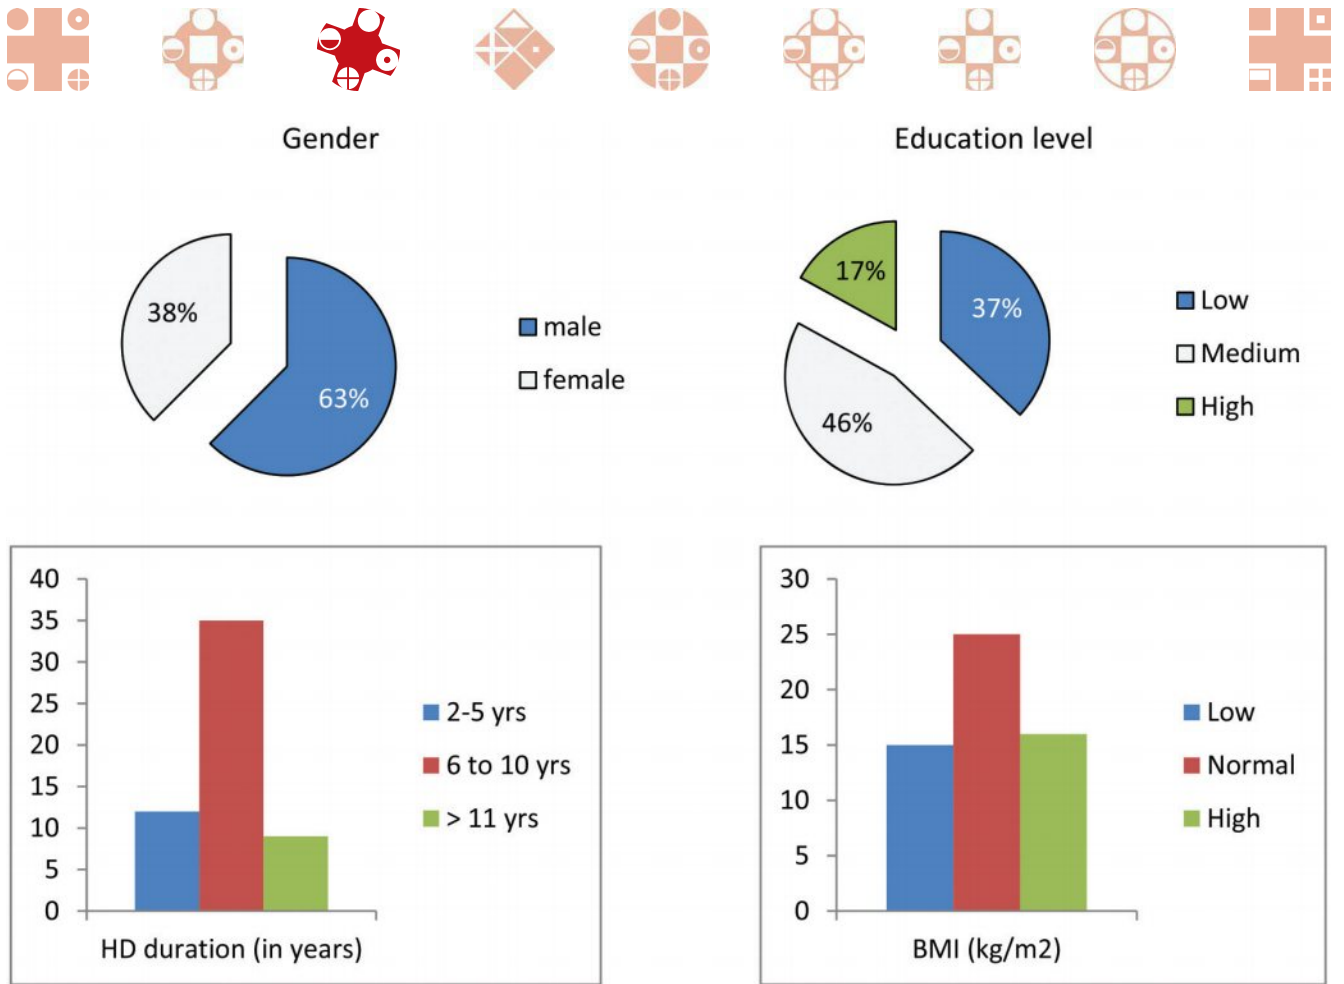 Gender
38%
63%
male
female
Education level
17%
37%
46%
Low
Medium
High
40
35
30
25
20
15
10
5
0
HD duration (in years)
2-5 yrs
6 to 10 yrs
> 11 yrs
30
25
20
15
10
5
0
BMI (kg/m2)
Low
Normal
High